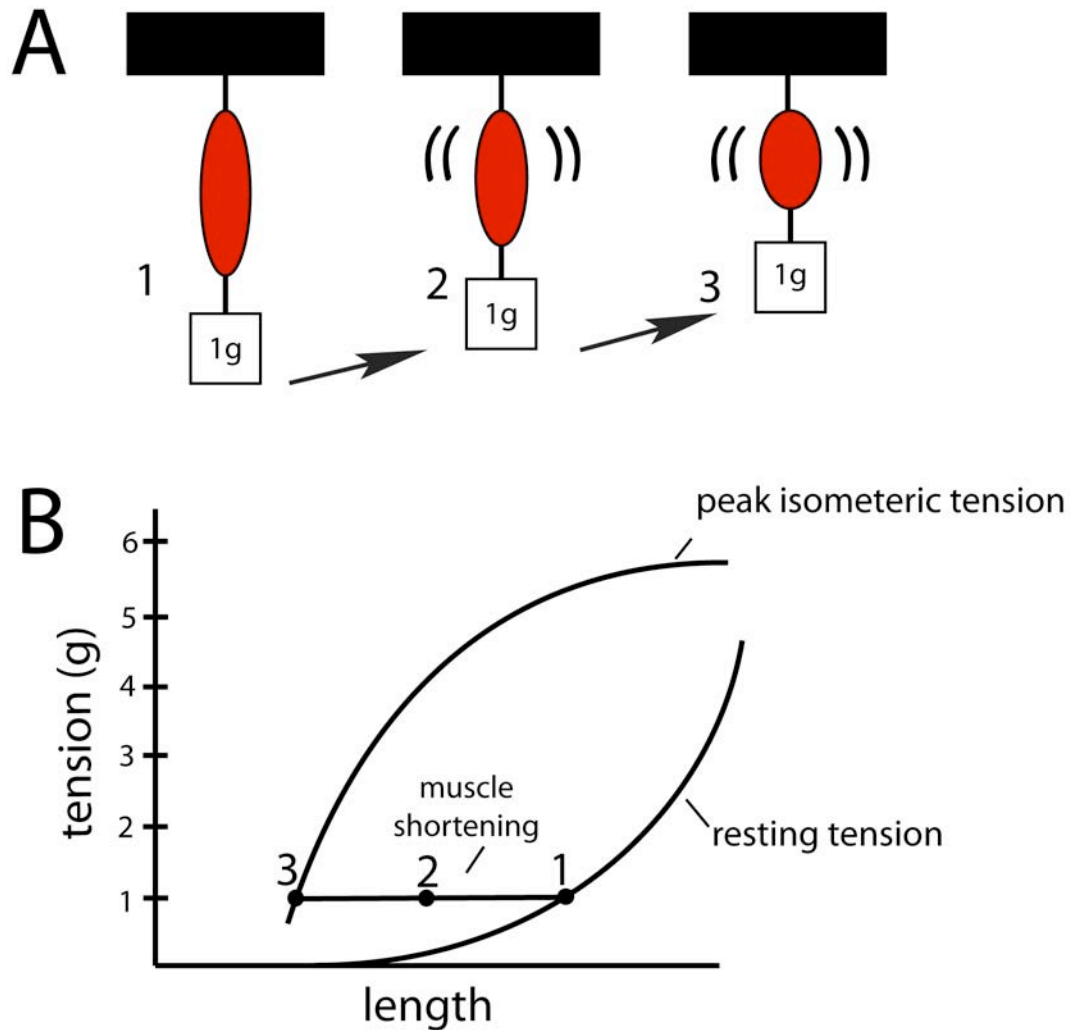 A
1
2
3
1g
1g
1g
B
peak isometeric tension
6
5
4
3
2
1
tension (g)
muscle
shortening
3
2
1
resting tension
length